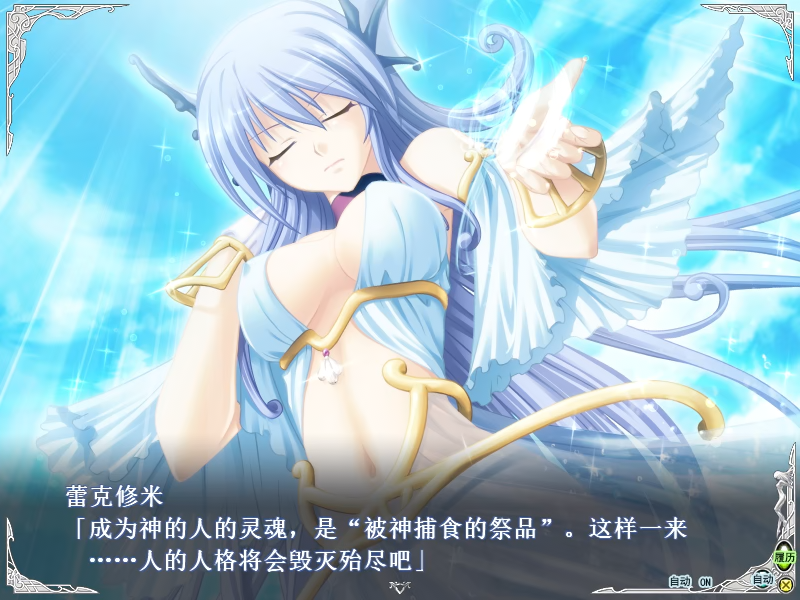 蕾克修米
「成为神的人的灵魂，是“被神捕食的祭品”。这样一来
……人的人格将会毁灭殆尽吧」
履历
自动 ON
自动